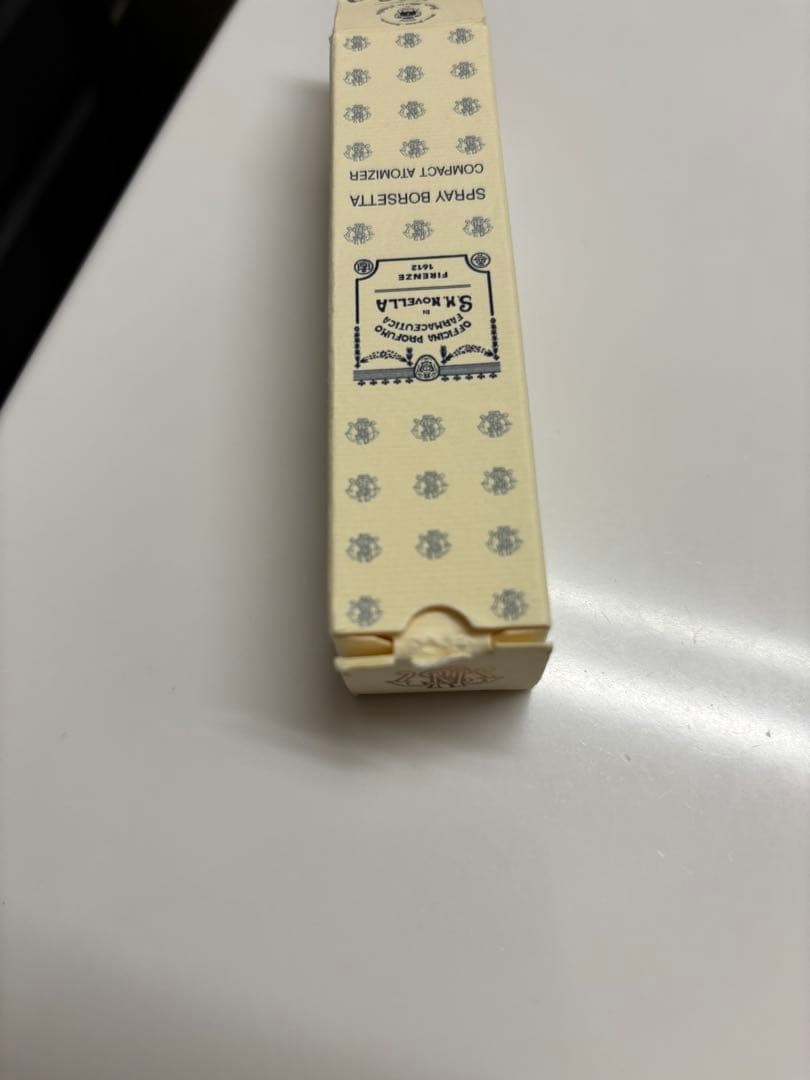 OFFICINA PROFUMO
FARMACEUTICA
DI
S.M. NOVELLA
FIRENZE
1612
SPRAY BORSETTA
COMPACT ATOMIZER